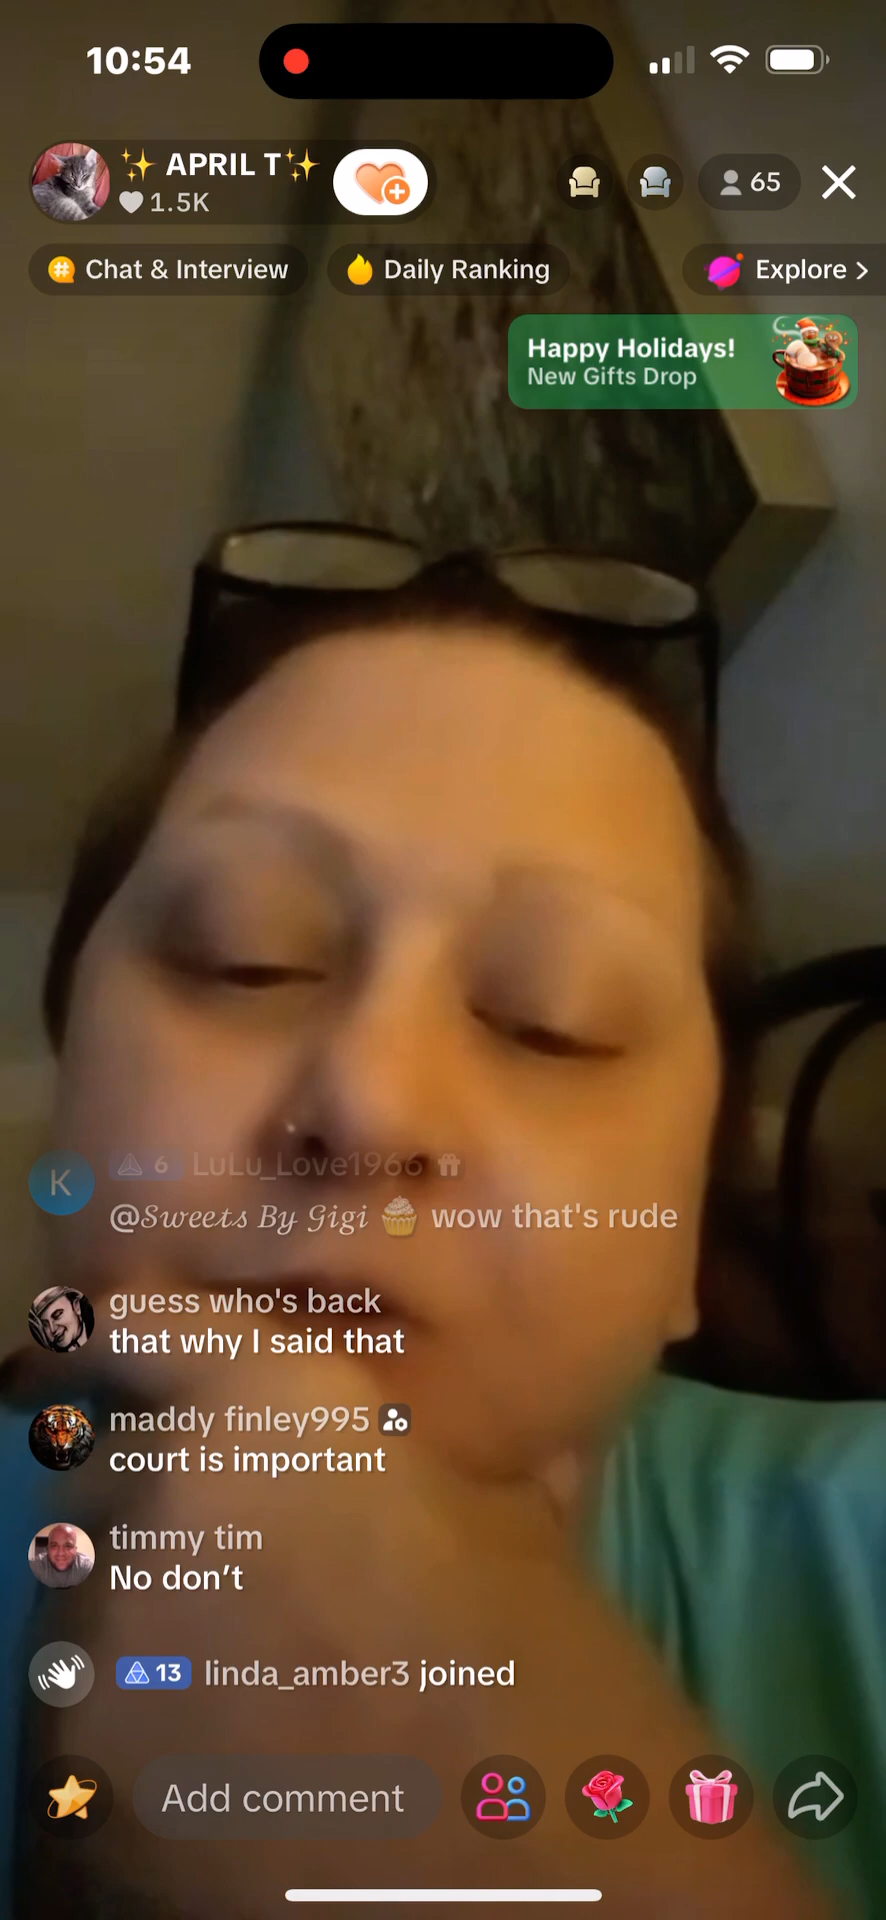 10:54
✨ APRIL T✨
1.5K
65
Chat & Interview
Daily Ranking
Explore >
Happy Holidays!
New Gifts Drop
K
6 LuLu_Love1966
@Sweets By Gigi 🧁 wow that's rude
guess who's back
that why I said that
maddy finley995
court is important
timmy tim
No don't
13 linda_amber3 joined
Add comment